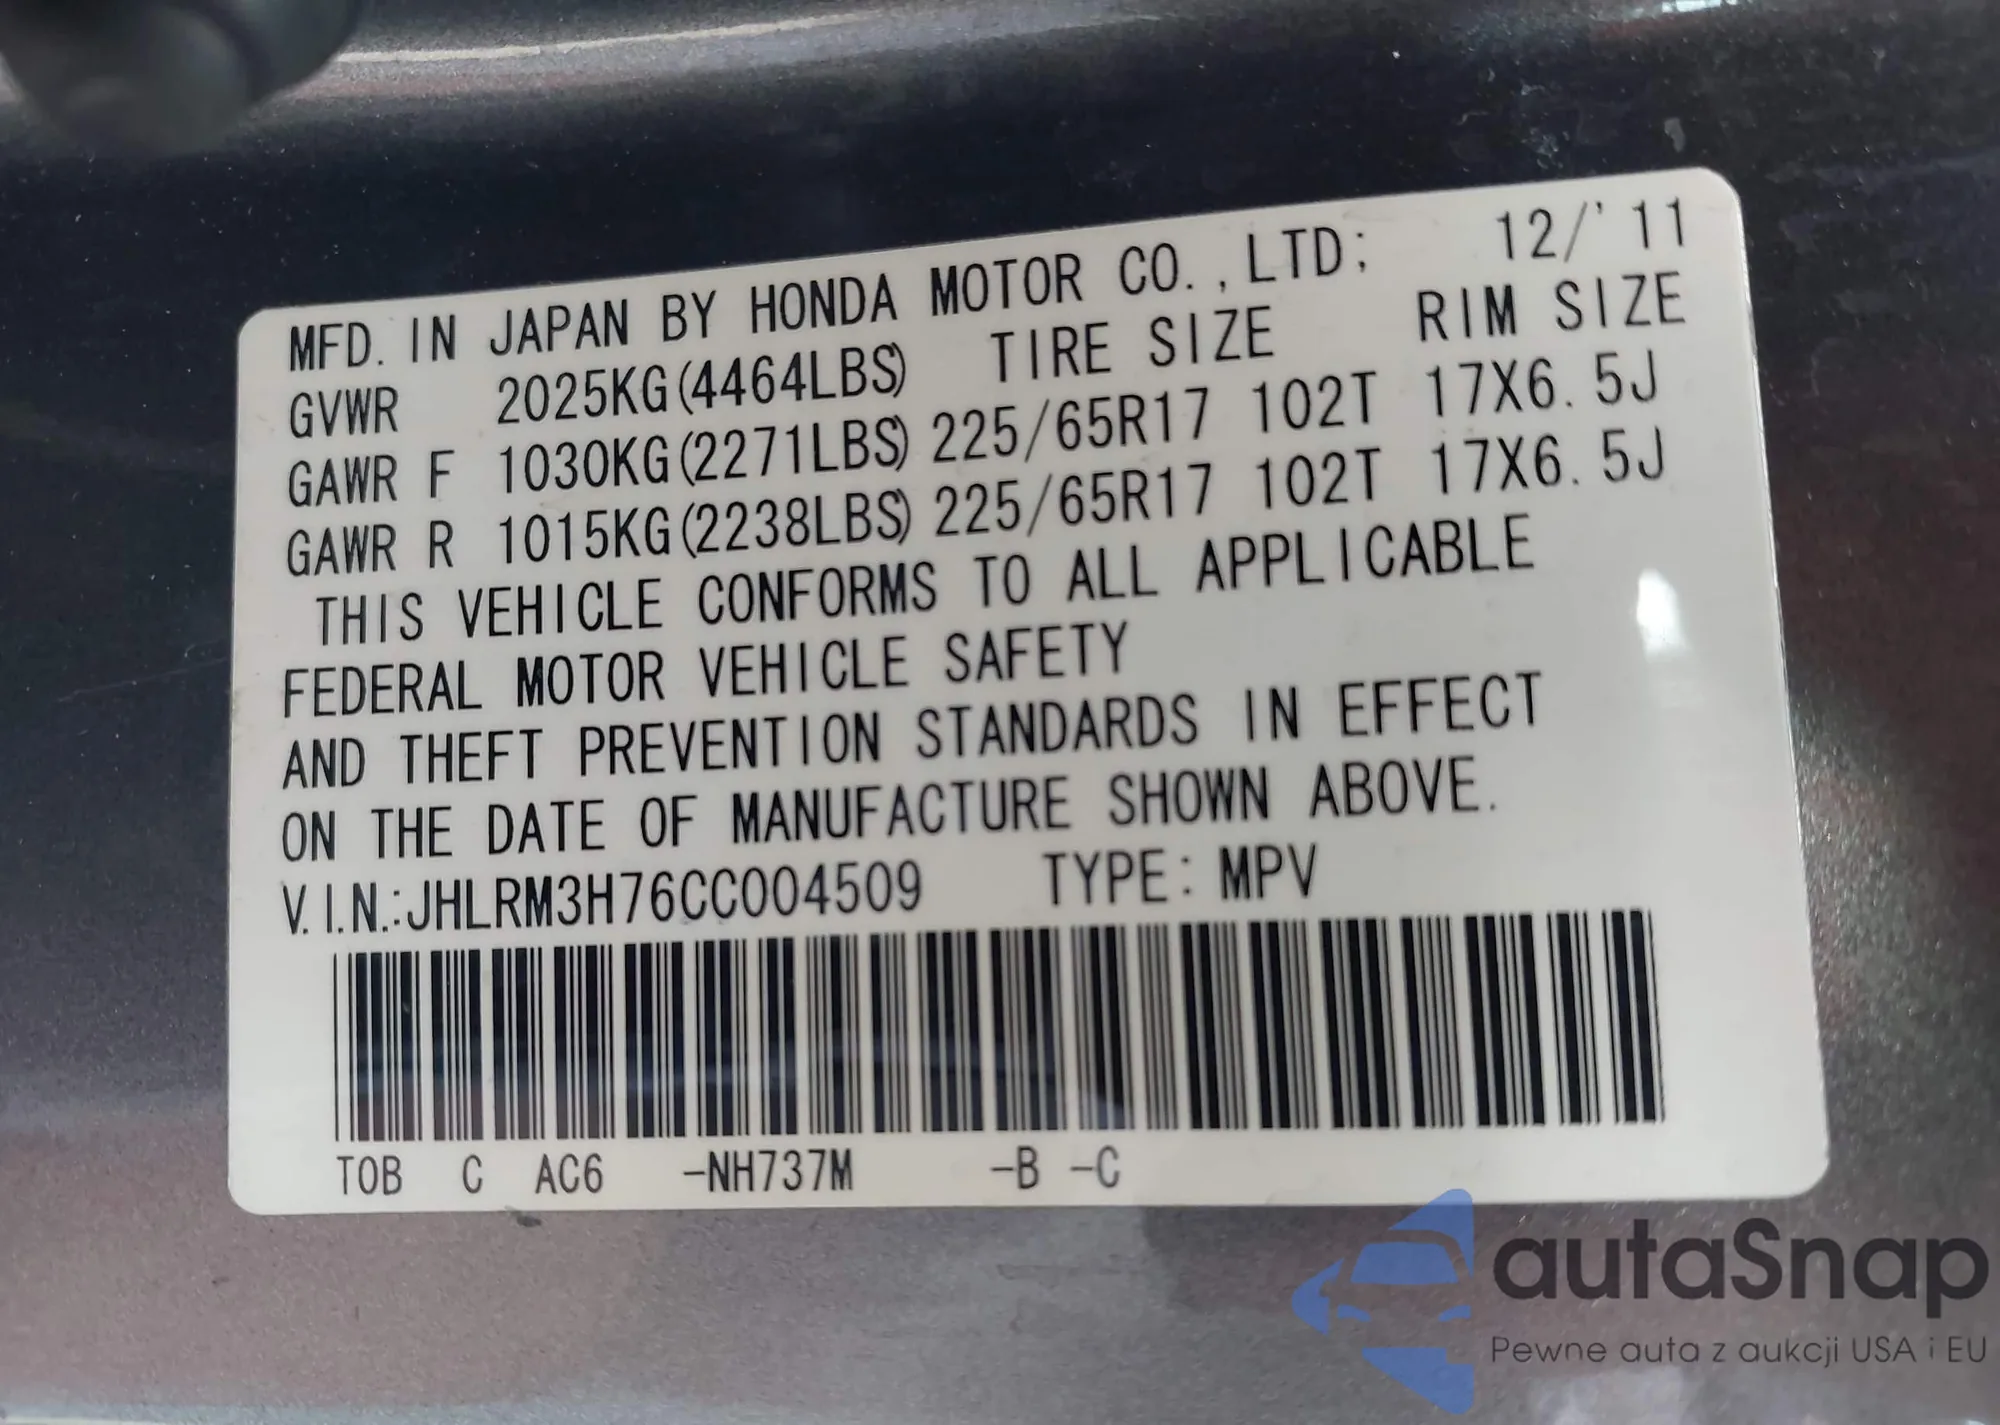 MFD. IN JAPAN BY HONDA MOTOR CO.,LTD; 12/'11
GVWR 2025KG(4464LBS) TIRE SIZE RIM SIZE
GAWR F 1030KG(2271LBS) 225/65R17 102T 17X6.5J
GAWR R 1015KG(2238LBS) 225/65R17 102T 17X6.5J
THIS VEHICLE CONFORMS TO ALL APPLICABLE
FEDERAL MOTOR VEHICLE SAFETY
AND THEFT PREVENTION STANDARDS IN EFFECT
ON THE DATE OF MANUFACTURE SHOWN ABOVE.
V.I.N.:JHLRM3H76CC004509 TYPE:MPV
TOB C AC6 -NH737M -B -C
autaSnap
Pewne auta z aukcji USA i EU